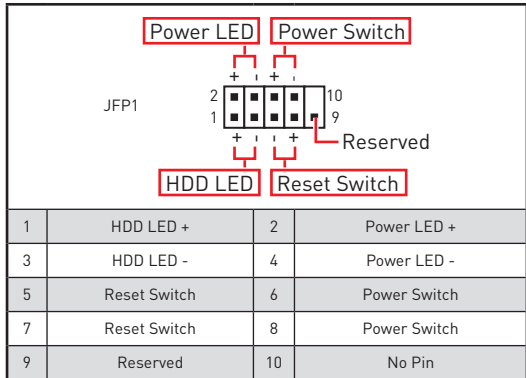 Power LED Power Switch
+ - + -
JFP1
2 10
1 9
+ - - +
Reserved
HDD LED Reset Switch
1 HDD LED + 2 Power LED +
3 HDD LED - 4 Power LED -
5 Reset Switch 6 Power Switch
7 Reset Switch 8 Power Switch
9 Reserved 10 No Pin